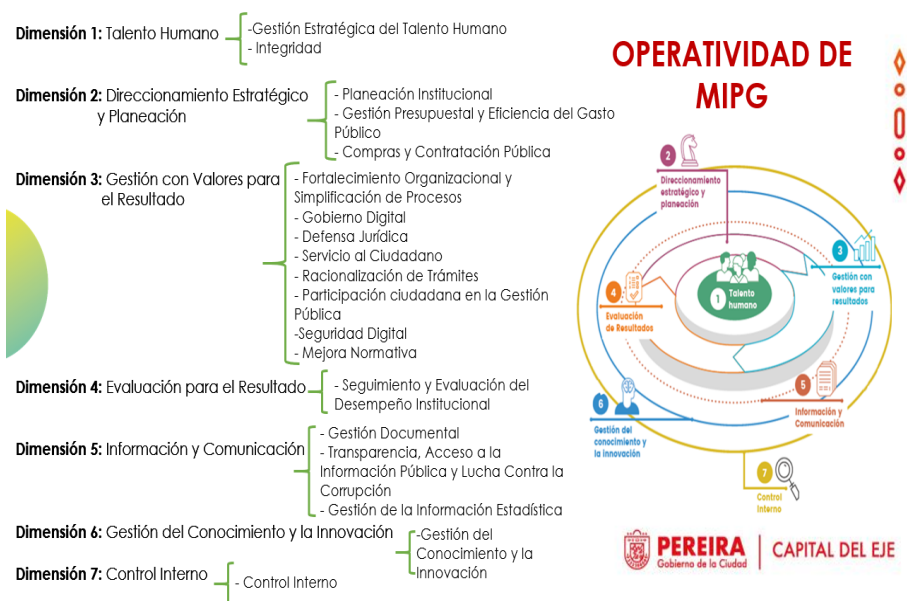 Dimensión 1: Talento Humano
-Gestión Estratégica del Talento Humano
- Integridad
Dimensión 2: Direccionamiento Estratégico
y Planeación
- Planeación Institucional
- Gestión Presupuestal y Eficiencia del Gasto
Público
- Compras y Contratación Pública
Dimensión 3: Gestión con Valores para
el Resultado
- Fortalecimiento Organizacional y
Simplificación de Procesos
- Gobierno Digital
- Defensa Jurídica
- Servicio al Ciudadano
- Racionalización de Trámites
- Participación ciudadana en la Gestión
Pública
-Seguridad Digital
- Mejora Normativa
Dimensión 4: Evaluación para el Resultado
- Seguimiento y Evaluación del
Desempeño Institucional
Dimensión 5: Información y Comunicación
- Gestión Documental
- Transparencia, Acceso a la
Información Pública y Lucha Contra la
Corrupción
- Gestión de la Información Estadística
Dimensión 6: Gestión del Conocimiento y la Innovación
-Gestión del
Conocimiento y la
Innovación
Dimensión 7: Control Interno
- Control Interno
OPERATIVIDAD DE
MIPG
2
Direccionamiento
estratégico y
planeación
3
Gestión con
valores para
resultados
1
Talento
humano
4
Evaluación
de Resultados
5
Información y
Comunicación
6
Gestión del
conocimiento y
la innovación
7
Control
Interno
PEREIRA
Gobierno de la Ciudad
CAPITAL DEL EJE